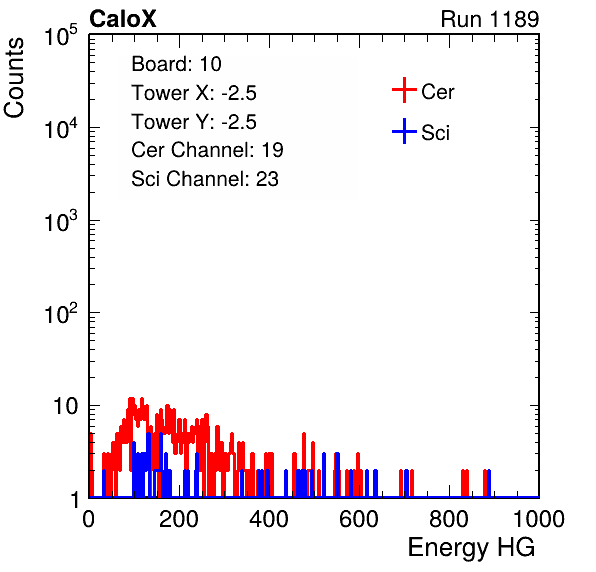 CaloX Run 1189
Counts
10^5
10^4
10^3
10^2
10
1
Board: 10
Tower X: -2.5
Tower Y: -2.5
Cer Channel: 19
Sci Channel: 23
Cer
Sci
0 200 400 600 800 1000
Energy HG